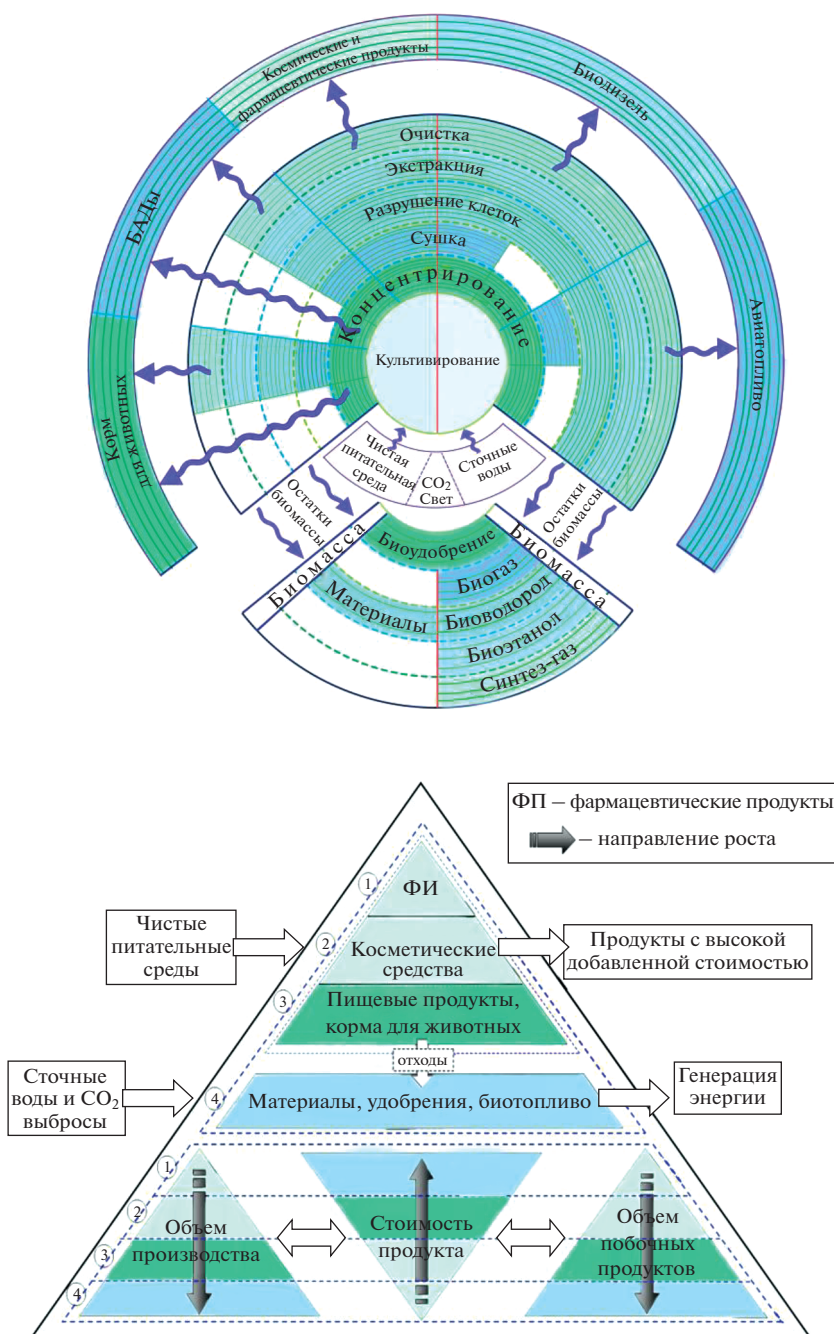 Космические и
фармацевтические продукты
Биодизель
БАДы
Авиатопливо
Корм
для животных
Очистка
Экстракция
Разрушение клеток
Сушка
Концентрирование
Культивирование
Чистая
питательная
среда
CO2
Свет
Сточные
воды
Остатки
биомассы
Остатки
биомассы
Биомасса
Биомасса
Биоудобрение
Биогаз
Материалы
Биоводород
Биоэтанол
Синтез-газ
ФП – фармацевтические продукты
– направление роста
1
ФИ
Чистые
питательные
среды
2
Косметические
средства
Продукты с высокой
добавленной стоимостью
3
Пищевые продукты,
корма для животных
отходы
Сточные
воды и CO2
выбросы
4
Материалы, удобрения, биотопливо
Генерация
энергии
1
2
3
4
Объем
производства
Стоимость
продукта
Объем
побочных
продуктов